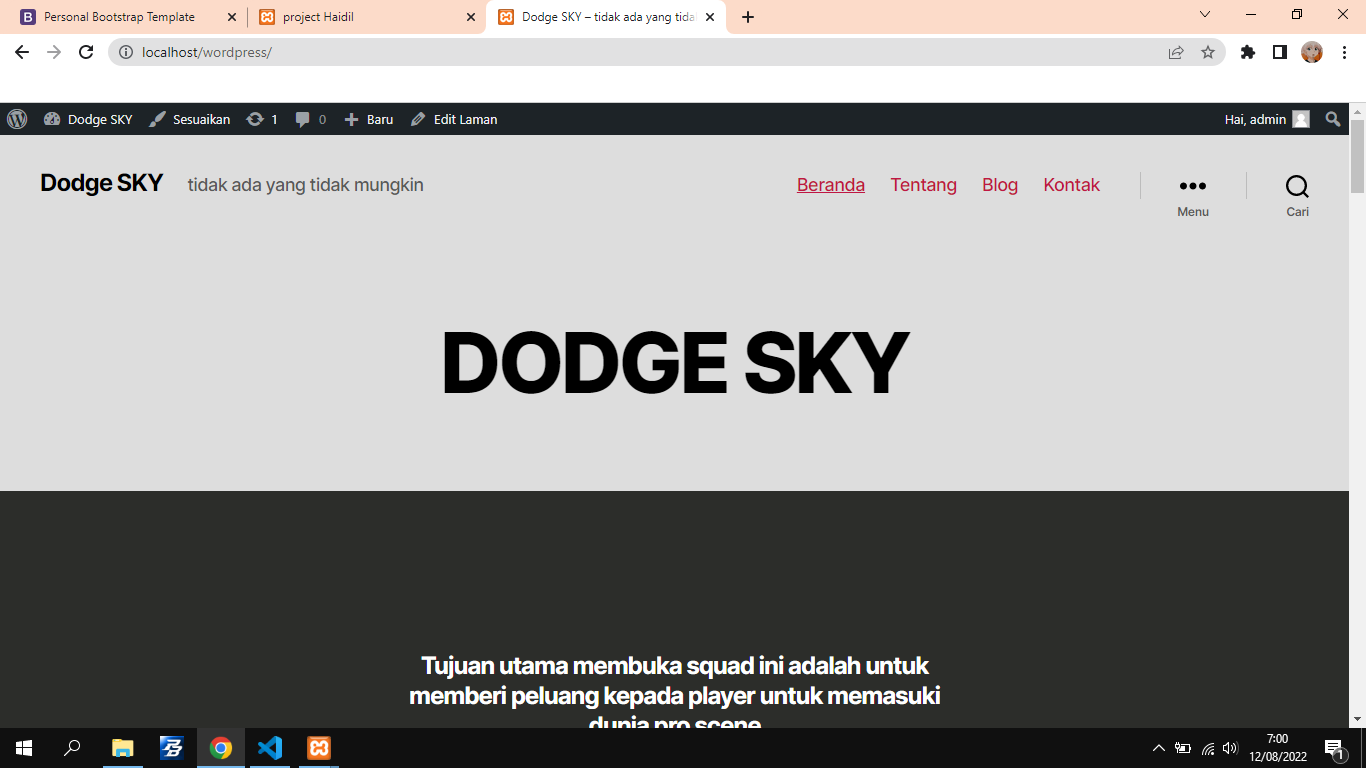 Personal Bootstrap Template
project Haidil
Dodge SKY – tidak ada yang tida
localhost/wordpress/
Dodge SKY
Sesuaikan
1
0
Baru
Edit Laman
Hai, admin
Dodge SKY
tidak ada yang tidak mungkin
Beranda
Tentang
Blog
Kontak
Menu
Cari
DODGE SKY
Tujuan utama membuka squad ini adalah untuk
memberi peluang kepada player untuk memasuki
dunia pro scene
7:00
12/08/2022
1